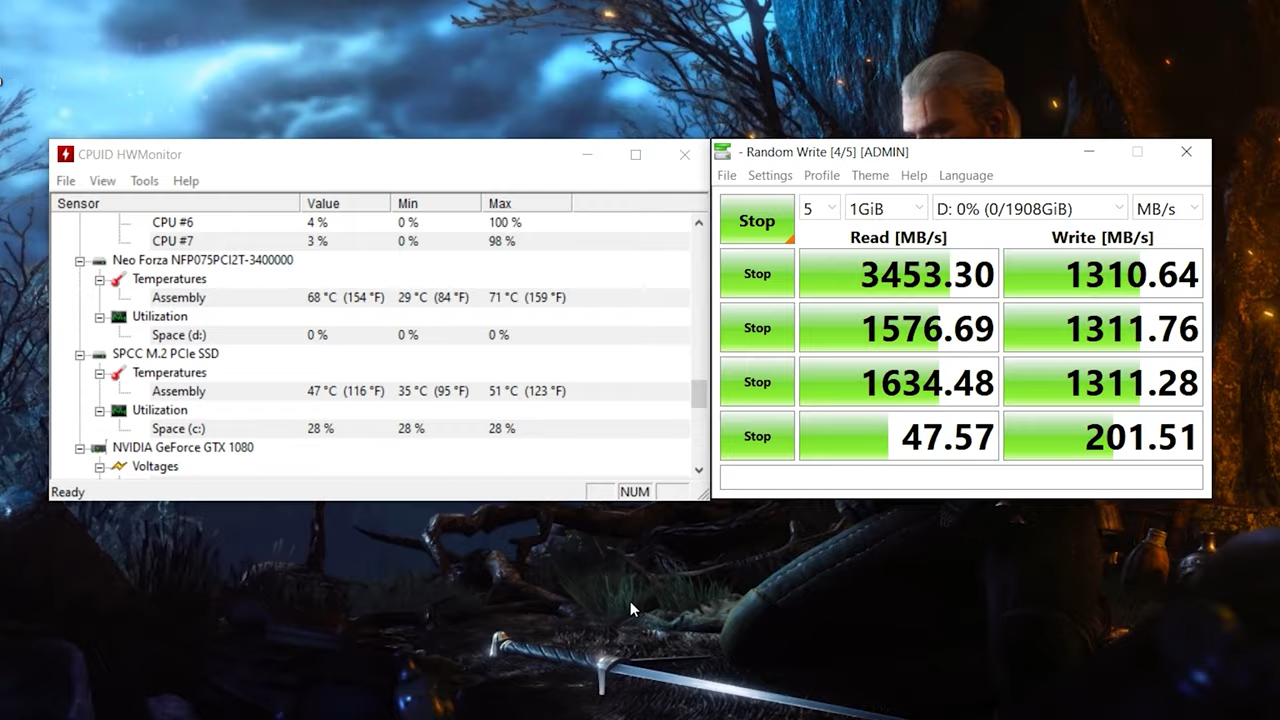 CPUID HWMonitor
File View Tools Help
Sensor Value Min Max
CPU #6 4 % 0 % 100 %
CPU #7 3 % 0 % 98 %
Neo Forza NFP075PCI2T-3400000
Temperatures
Assembly 68 °C (154 °F) 29 °C (84 °F) 71 °C (159 °F)
Utilization
Space (d:) 0 % 0 % 0 %
SPCC M.2 PCIe SSD
Temperatures
Assembly 47 °C (116 °F) 35 °C (95 °F) 51 °C (123 °F)
Utilization
Space (c:) 28 % 28 % 28 %
NVIDIA GeForce GTX 1080
Voltages
Ready NUM
- Random Write [4/5] [ADMIN]
File Settings Profile Theme Help Language
Stop 5 1GiB D: 0% (0/1908GiB) MB/s
Read [MB/s] Write [MB/s]
Stop 3453.30 1310.64
Stop 1576.69 1311.76
Stop 1634.48 1311.28
Stop 47.57 201.51